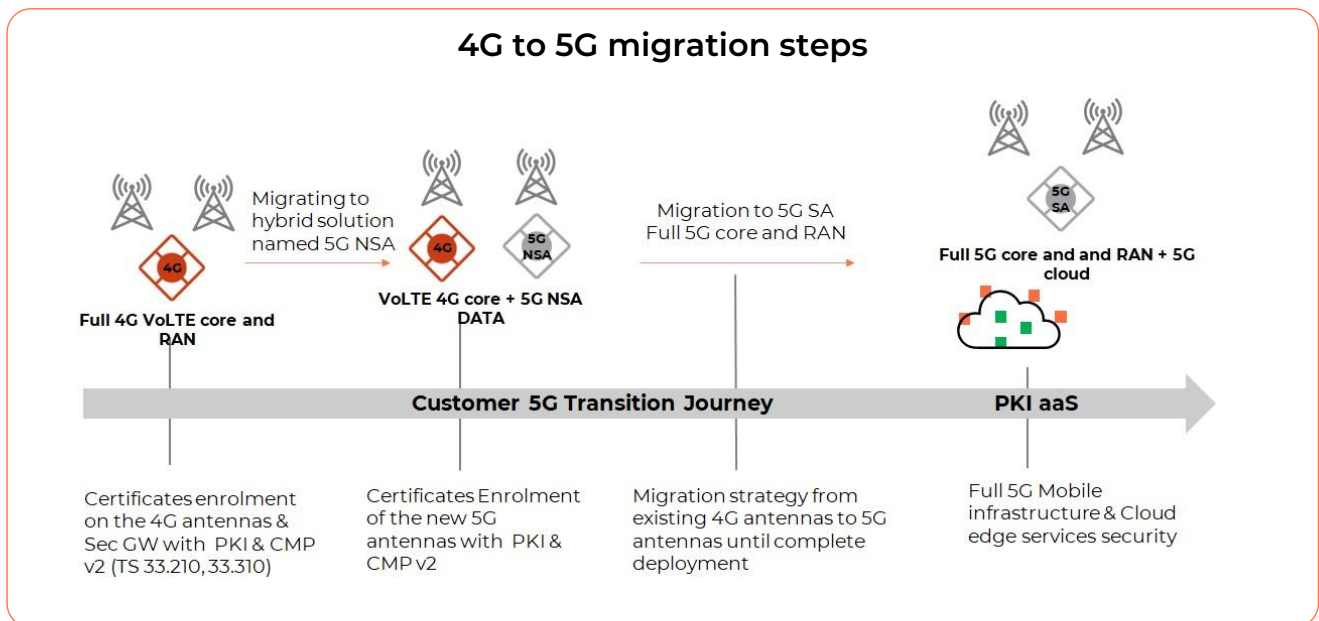 4G to 5G migration steps
4G
Full 4G VoLTE core and
RAN
Migrating to
hybrid solution
named 5G NSA
4G
5G
NSA
VoLTE 4G core + 5G NSA
DATA
Migration to 5G SA
Full 5G core and RAN
5G
SA
Full 5G core and and RAN + 5G
cloud
Customer 5G Transition Journey
PKI aaS
Certificates enrolment
on the 4G antennas &
Sec GW with PKI & CMP
v2 (TS 33.210, 33.310)
Certificates Enrolment
of the new 5G
antennas with PKI &
CMP v2
Migration strategy from
existing 4G antennas to 5G
antennas until complete
deployment
Full 5G Mobile
infrastructure & Cloud
edge services security